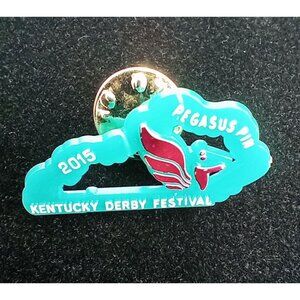 PEGASUS PIN
2015
KENTUCKY DERBY FESTIVAL